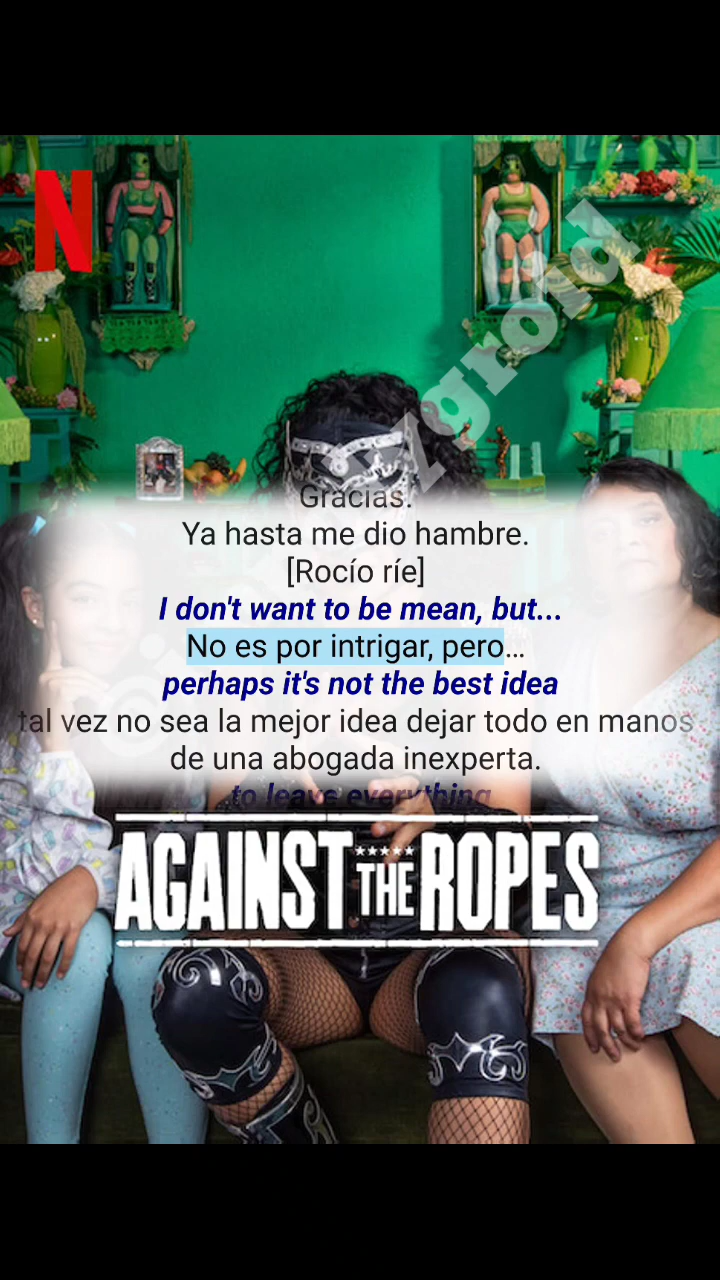 N
Gracias.
Ya hasta me dio hambre.
[Rocío ríe]
I don't want to be mean, but...
No es por intrigar, pero…
perhaps it's not the best idea
tal vez no sea la mejor idea dejar todo en manos
de una abogada inexperta.
to leave everything
AGAINST THE ROPES